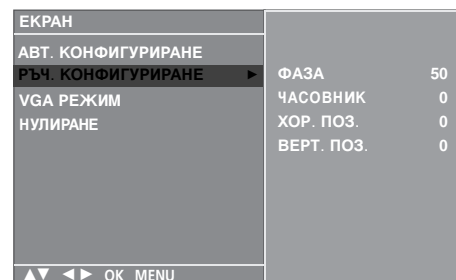 ЕКРАН
АВТ. КОНФИГУРИРАНЕ
РЪЧ. КОНФИГУРИРАНЕ ►
VGA РЕЖИМ
НУЛИРАНЕ
ФАЗА 50
ЧАСОВНИК 0
ХОР. ПОЗ. 0
ВЕРТ. ПОЗ. 0
▲▼ ◄► OK MENU